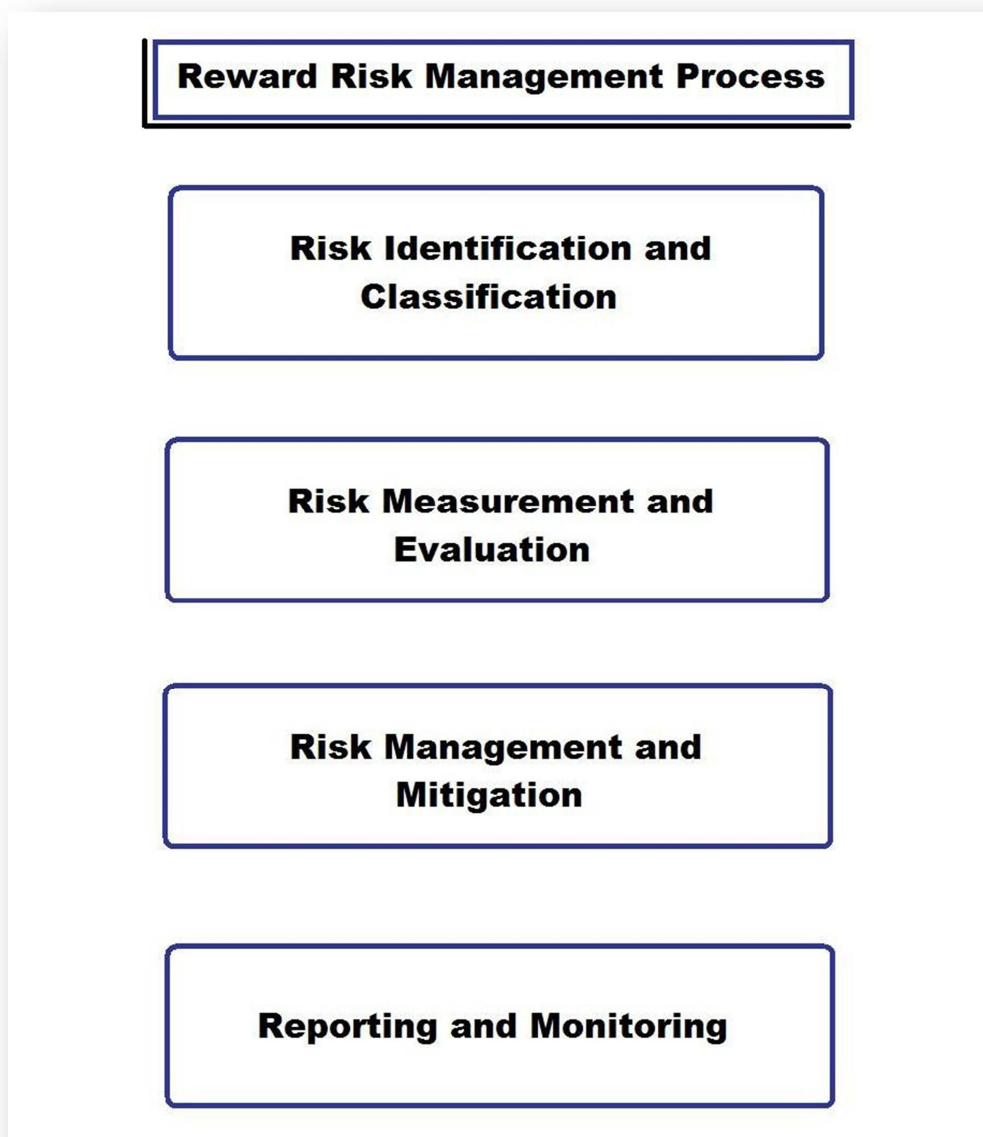 Reward Risk Management Process
Risk Identification and
Classification
Risk Measurement and
Evaluation
Risk Management and
Mitigation
Reporting and Monitoring